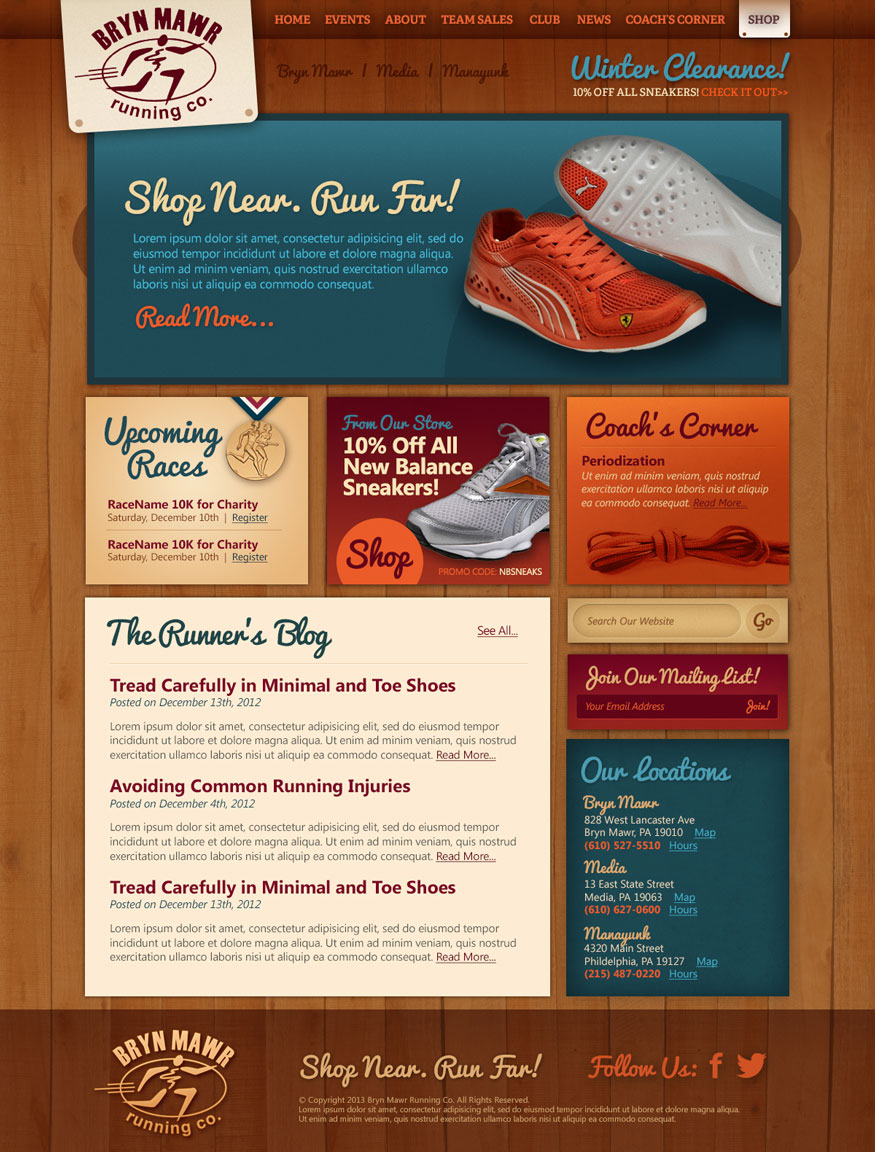 BRYN MAWR
running co.
HOME EVENTS ABOUT TEAM SALES CLUB NEWS COACH'S CORNER SHOP
Bryn Mawr | Media | Manayunk
Winter Clearance!
10% OFF ALL SNEAKERS! CHECK IT OUT>>
Shop Near. Run Far!
Lorem ipsum dolor sit amet, consectetur adipisicing elit, sed do
eiusmod tempor incididunt ut labore et dolore magna aliqua.
Ut enim ad minim veniam, quis nostrud exercitation ullamco
laboris nisi ut aliquip ea commodo consequat.
Read More...
Upcoming
Races
RaceName 10K for Charity
Saturday, December 10th | Register
RaceName 10K for Charity
Saturday, December 10th | Register
From Our Store
10% Off All
New Balance
Sneakers!
Shop
PROMO CODE: NBSNEAKS
Coach's Corner
Periodization
Ut enim ad minim veniam, quis nostrud
exercitation ullamco laboris nisi ut aliquip
ea commodo consequat. Read More...
The Runner's Blog
See All...
Tread Carefully in Minimal and Toe Shoes
Posted on December 13th, 2012
Lorem ipsum dolor sit amet, consectetur adipisicing elit, sed do eiusmod tempor
incididunt ut labore et dolore magna aliqua. Ut enim ad minim veniam, quis nostrud
exercitation ullamco laboris nisi ut aliquip ea commodo consequat. Read More...
Avoiding Common Running Injuries
Posted on December 4th, 2012
Lorem ipsum dolor sit amet, consectetur adipisicing elit, sed do eiusmod tempor
incididunt ut labore et dolore magna aliqua. Ut enim ad minim veniam, quis nostrud
exercitation ullamco laboris nisi ut aliquip ea commodo consequat. Read More...
Tread Carefully in Minimal and Toe Shoes
Posted on December 13th, 2012
Lorem ipsum dolor sit amet, consectetur adipisicing elit, sed do eiusmod tempor
incididunt ut labore et dolore magna aliqua. Ut enim ad minim veniam, quis nostrud
exercitation ullamco laboris nisi ut aliquip ea commodo consequat. Read More...
Search Our Website Go
Join Our Mailing List!
Your Email Address Join!
Our Locations
Bryn Mawr
828 West Lancaster Ave
Bryn Mawr, PA 19010 Map
(610) 527-5510 Hours
Media
13 East State Street
Media, PA 19063 Map
(610) 627-0600 Hours
Manayunk
4320 Main Street
Phildelphia, PA 19127 Map
(215) 487-0220 Hours
BRYN MAWR
running co.
Shop Near. Run Far!
Follow Us:
© Copyright 2013 Bryn Mawr Running Co. All Rights Reserved.
Lorem ipsum dolor sit amet, consectetur adipisicing elit, sed do eiusmod tempor incididunt ut labore et dolore magna aliqua.
Ut enim ad minim veniam, quis nostrud exercitation ullamco laboris nisi ut aliquip ea commodo consequat.